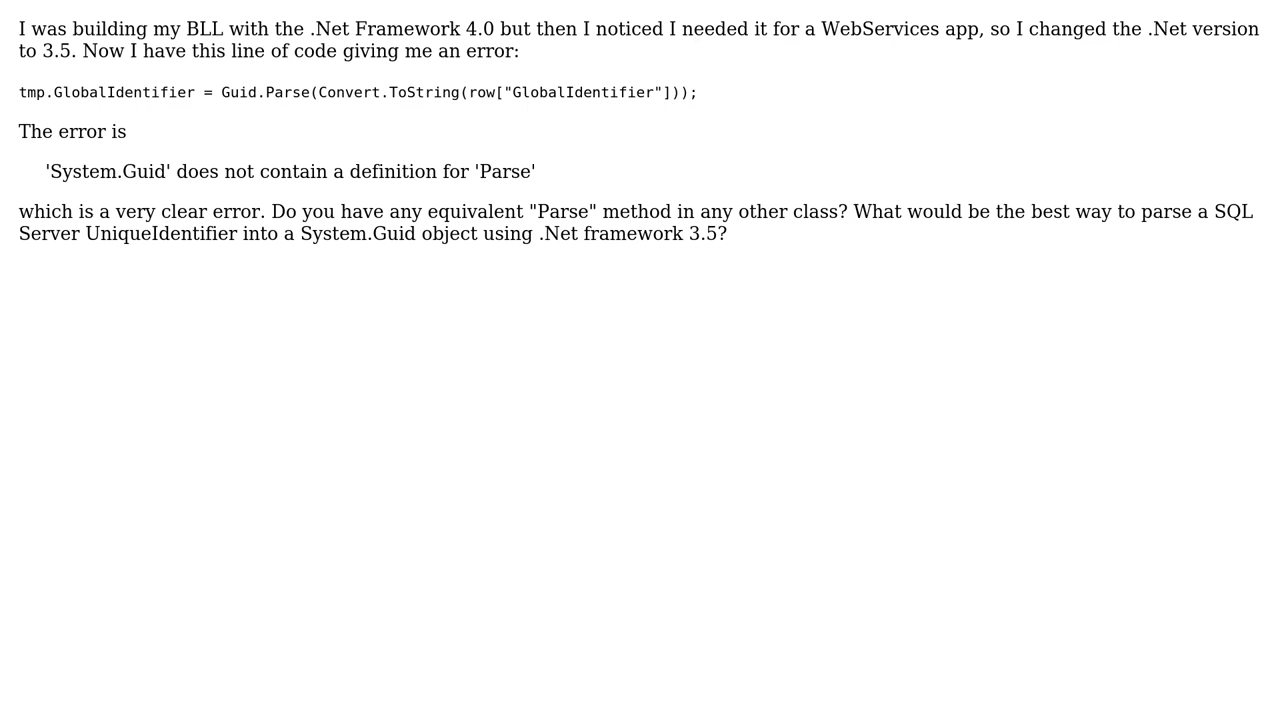 I was building my BLL with the .Net Framework 4.0 but then I noticed I needed it for a WebServices app, so I changed the .Net version
to 3.5. Now I have this line of code giving me an error:
tmp.GlobalIdentifier = Guid.Parse(Convert.ToString(row["GlobalIdentifier"]));
The error is
'System.Guid' does not contain a definition for 'Parse'
which is a very clear error. Do you have any equivalent "Parse" method in any other class? What would be the best way to parse a SQL
Server UniqueIdentifier into a System.Guid object using .Net framework 3.5?